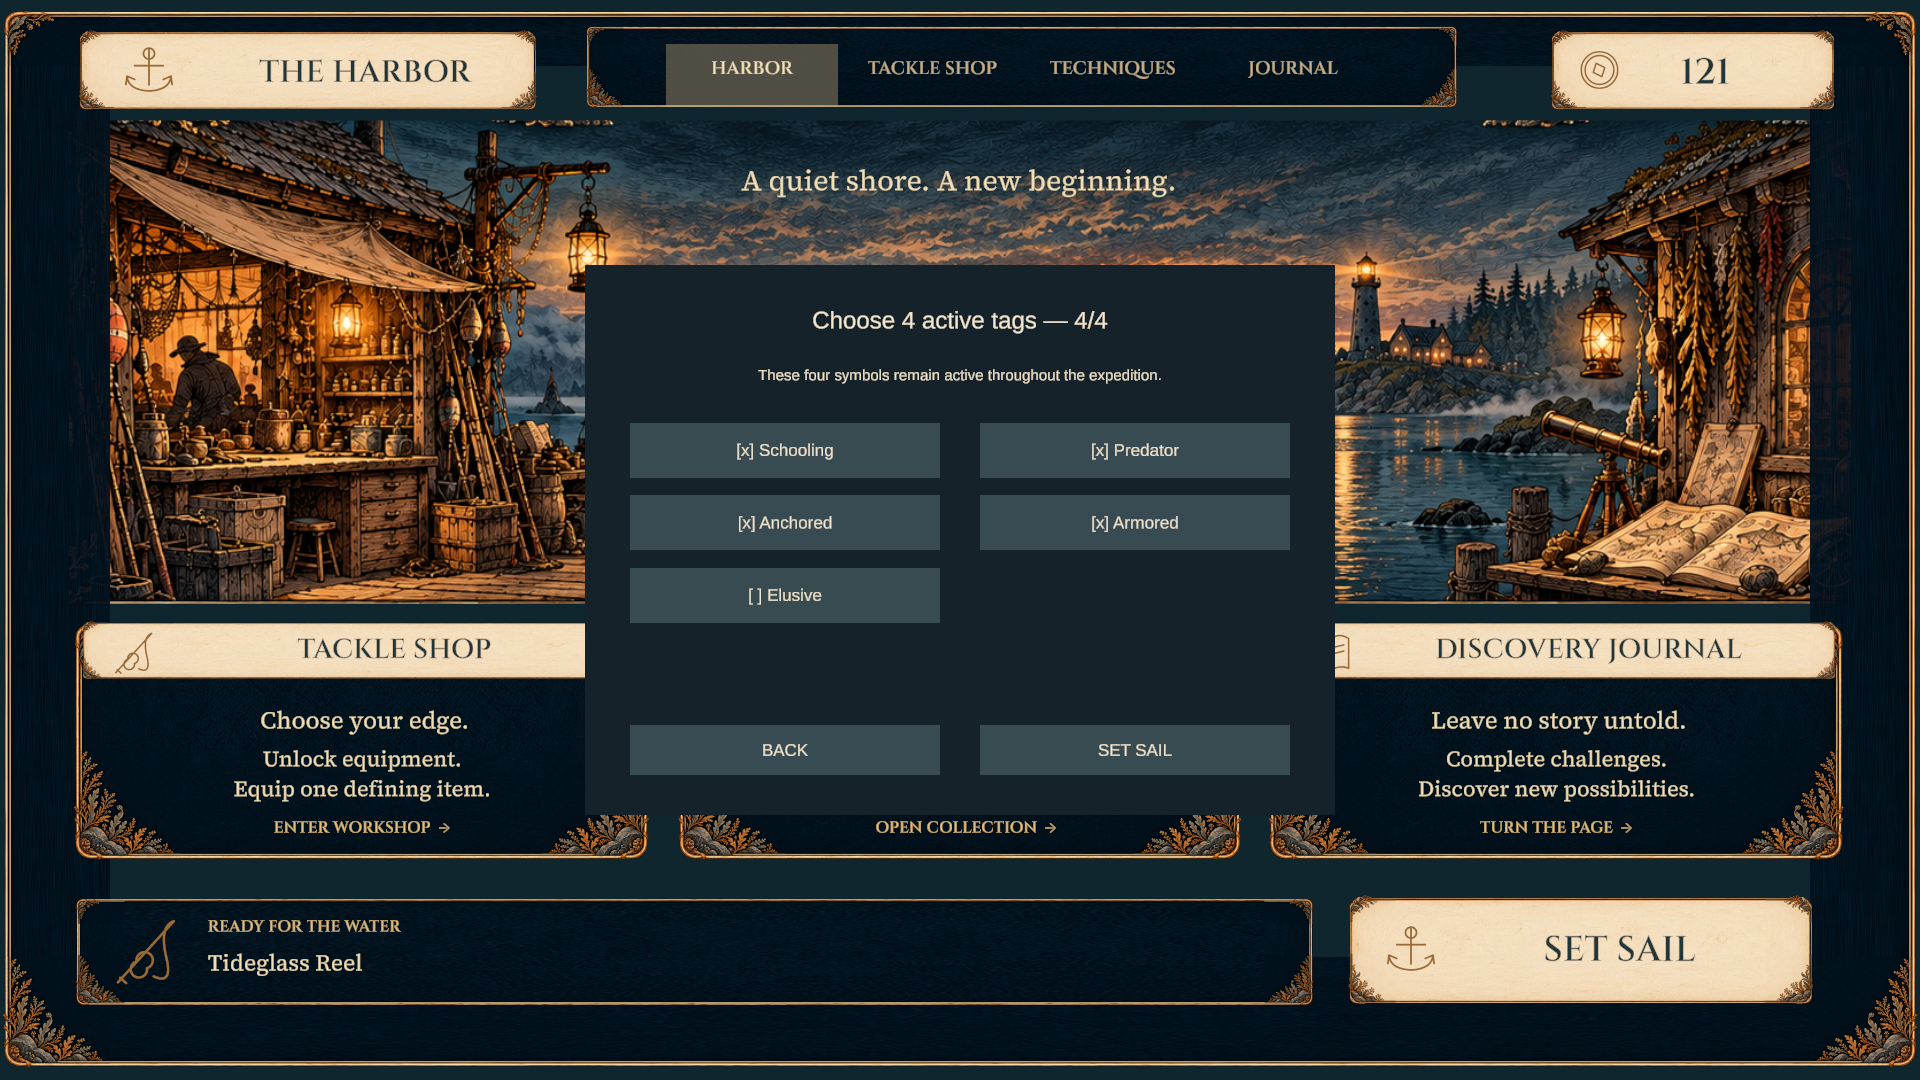 THE HARBOR
HARBOR
TACKLE SHOP
TECHNIQUES
JOURNAL
121
A quiet shore. A new beginning.
Choose 4 active tags — 4/4
These four symbols remain active throughout the expedition.
[x] Schooling
[x] Predator
[x] Anchored
[x] Armored
[ ] Elusive
BACK
SET SAIL
TACKLE SHOP
Choose your edge.
Unlock equipment.
Equip one defining item.
ENTER WORKSHOP →
OPEN COLLECTION →
DISCOVERY JOURNAL
Leave no story untold.
Complete challenges.
Discover new possibilities.
TURN THE PAGE →
READY FOR THE WATER
Tideglass Reel
SET SAIL